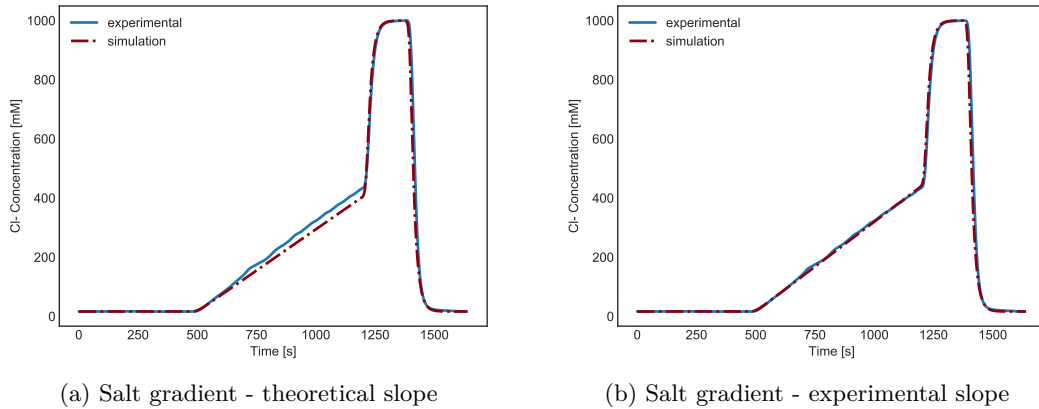 experimental
simulation
1000
800
600
400
200
0
Cl- Concentration [mM]
0
500
750
1000
1250
1500
Time [s]
(a) Salt gradient - theoretical slope
experimental
simulation
1000
800
600
400
200
0
Cl- Concentration [mM]
0
500
750
1000
1250
1500
Time [s]
(b) Salt gradient - experimental slope